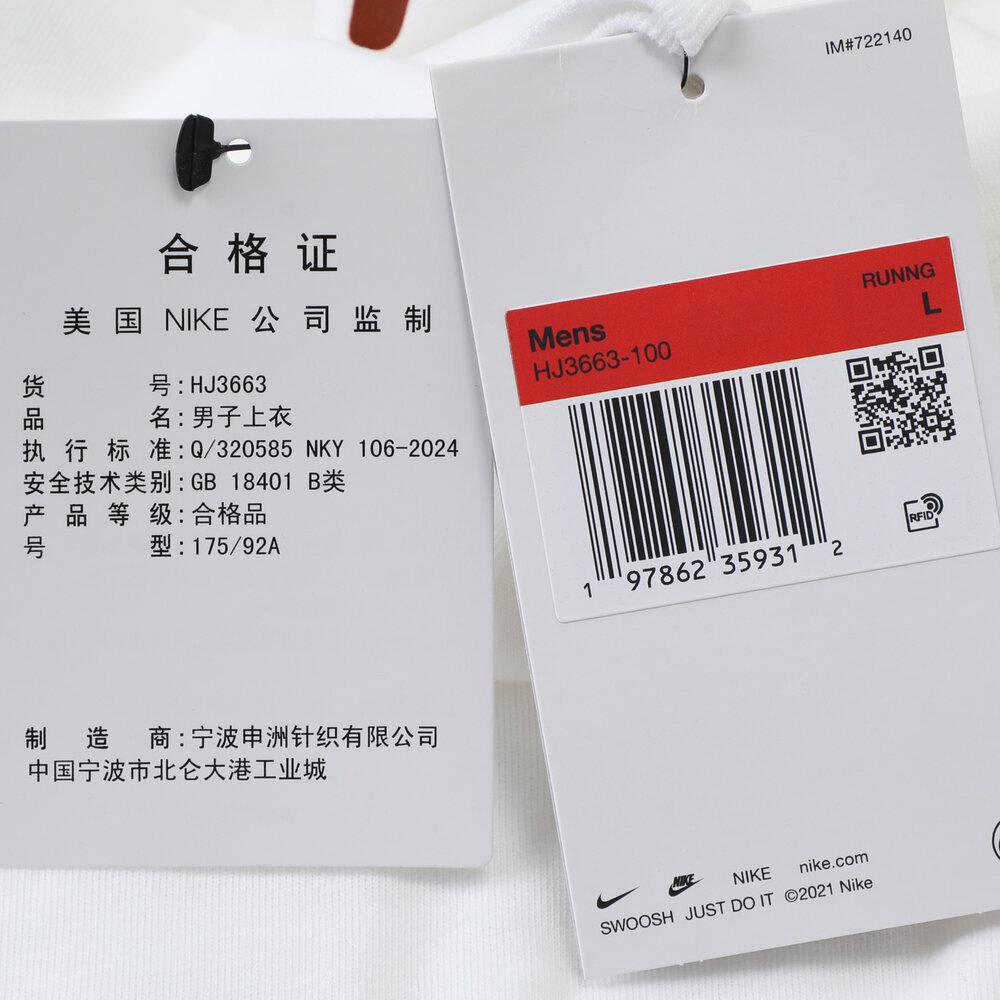 合格证
美国NIKE公司监制
货号:HJ3663
品名:男子上衣
执行标准:Q/320585 NKY 106-2024
安全技术类别:GB 18401 B类
产品等级:合格品
号型:175/92A
制造商:宁波申洲针织有限公司
中国宁波市北仑大港工业城
IM#722140
RUNNG
Mens
L
HJ3663-100
RFID
1 97862 35931 2
NIKE NIKE nike.com
SWOOSH JUST DO IT ©2021 Nike